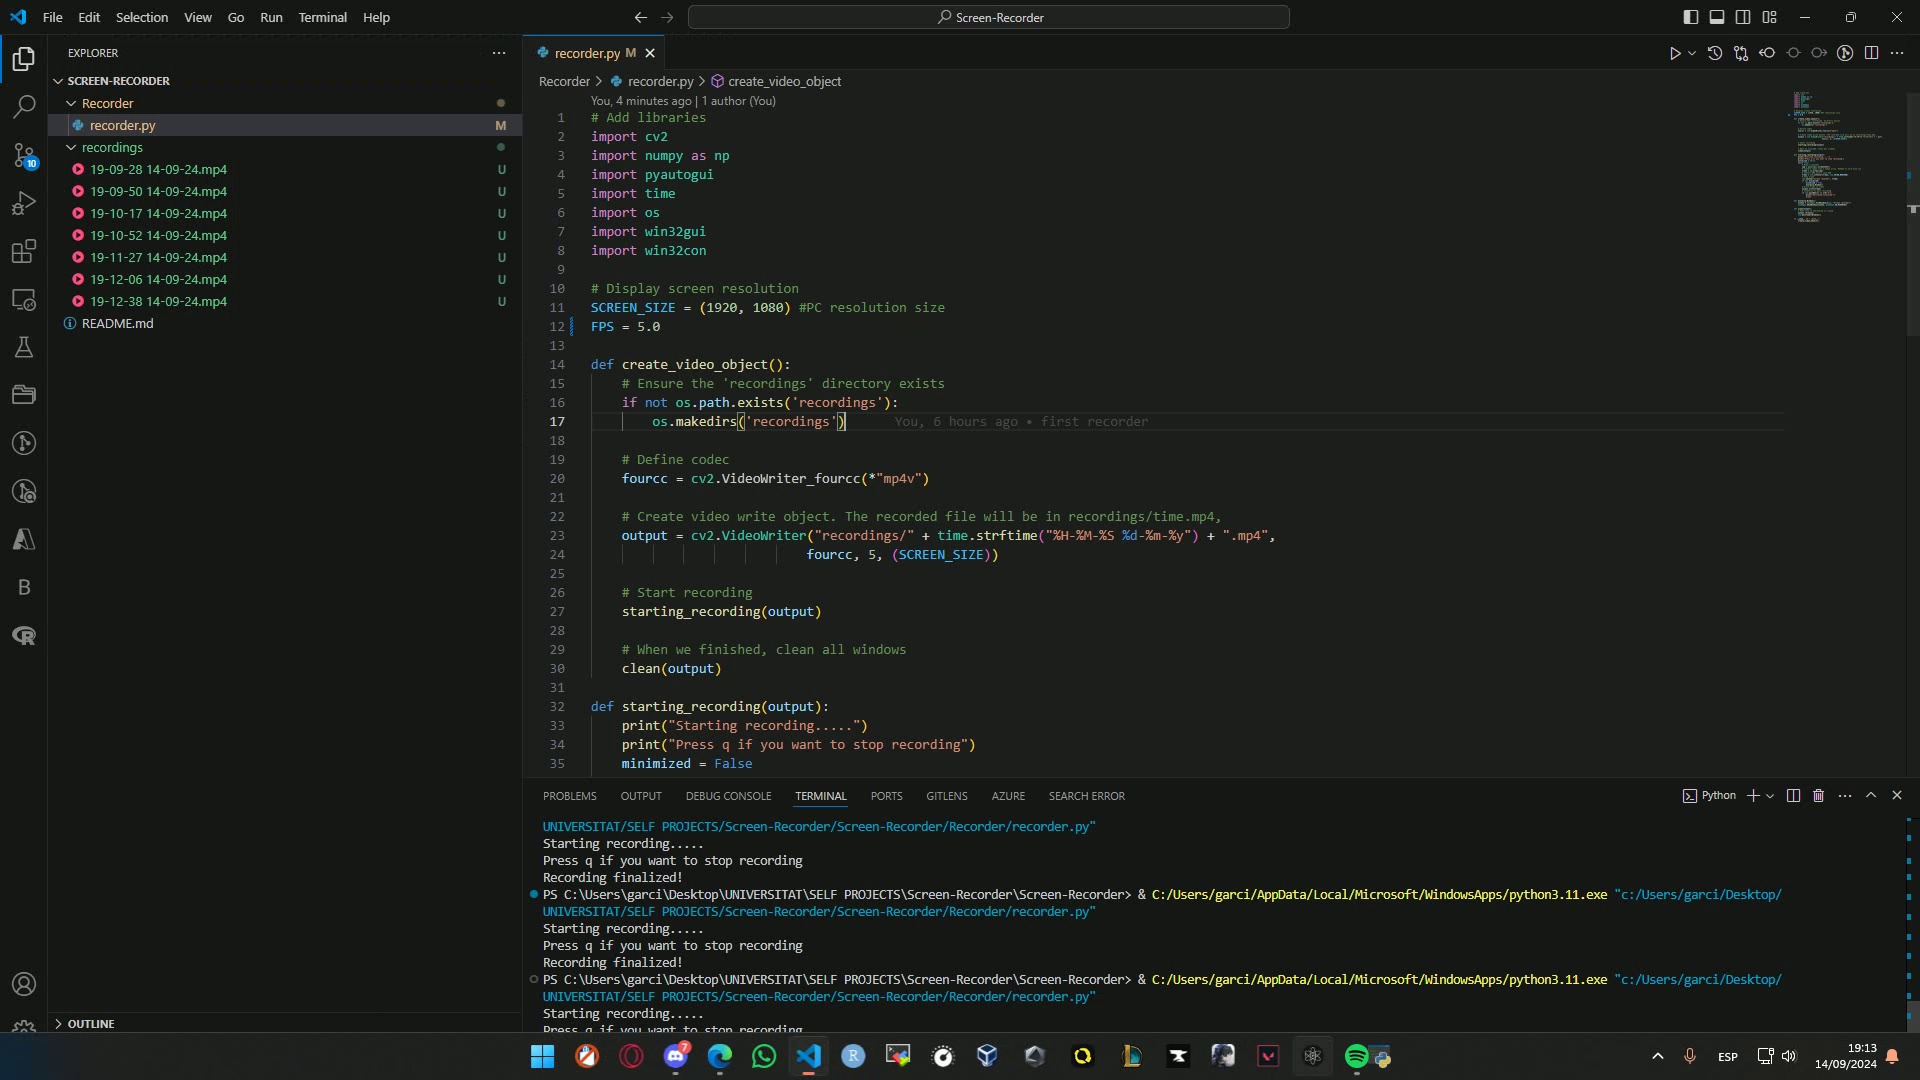 File Edit Selection View Go Run Terminal Help
Screen-Recorder
EXPLORER
SCREEN-RECORDER
Recorder
recorder.py M
recordings
19-09-28 14-09-24.mp4 U
19-09-50 14-09-24.mp4 U
19-10-17 14-09-24.mp4 U
19-10-52 14-09-24.mp4 U
19-11-27 14-09-24.mp4 U
19-12-06 14-09-24.mp4 U
19-12-38 14-09-24.mp4 U
README.md
10
B
OUTLINE
recorder.py M
Recorder > recorder.py > create_video_object
You, 4 minutes ago | 1 author (You)
1 # Add libraries
2 import cv2
3 import numpy as np
4 import pyautogui
5 import time
6 import os
7 import win32gui
8 import win32con
9
10 # Display screen resolution
11 SCREEN_SIZE = (1920, 1080) #PC resolution size
12 FPS = 5.0
13
14 def create_video_object():
15 # Ensure the 'recordings' directory exists
16 if not os.path.exists('recordings'):
17 os.makedirs('recordings') You, 6 hours ago • first recorder
18
19 # Define codec
20 fourcc = cv2.VideoWriter_fourcc(*"mp4v")
21
22 # Create video write object. The recorded file will be in recordings/time.mp4,
23 output = cv2.VideoWriter("recordings/" + time.strftime("%H-%M-%S %d-%m-%y") + ".mp4",
24 fourcc, 5, (SCREEN_SIZE))
25
26 # Start recording
27 starting_recording(output)
28
29 # When we finished, clean all windows
30 clean(output)
31
32 def starting_recording(output):
33 print("Starting recording.....")
34 print("Press q if you want to stop recording")
35 minimized = False
PROBLEMS OUTPUT DEBUG CONSOLE TERMINAL PORTS GITLENS AZURE SEARCH ERROR
Python
UNIVERSITAT/SELF PROJECTS/Screen-Recorder/Screen-Recorder/Recorder/recorder.py"
Starting recording.....
Press q if you want to stop recording
Recording finalized!
PS C:\Users\garci\Desktop\UNIVERSITAT\SELF PROJECTS\Screen-Recorder\Screen-Recorder> & C:/Users/garci/AppData/Local/Microsoft/WindowsApps/python3.11.exe "c:/Users/garci/Desktop/
UNIVERSITAT/SELF PROJECTS/Screen-Recorder/Screen-Recorder/Recorder/recorder.py"
Starting recording.....
Press q if you want to stop recording
Recording finalized!
PS C:\Users\garci\Desktop\UNIVERSITAT\SELF PROJECTS\Screen-Recorder\Screen-Recorder> & C:/Users/garci/AppData/Local/Microsoft/WindowsApps/python3.11.exe "c:/Users/garci/Desktop/
UNIVERSITAT/SELF PROJECTS/Screen-Recorder/Screen-Recorder/Recorder/recorder.py"
Starting recording.....
Press q if you want to stop recording
7
R
ESP
19:13
14/09/2024